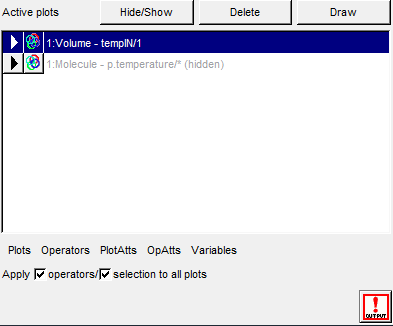 Active plots Hide/Show Delete Draw
1:Volume - tempIN/1
1:Molecule - p.temperature/* (hidden)
Plots Operators PlotAtts OpAtts Variables
Apply operators/ selection to all plots
OUTPUT